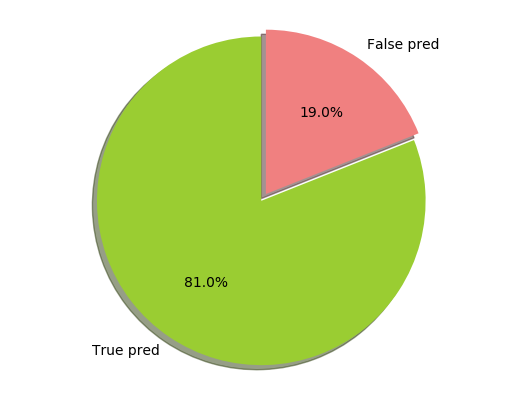 False pred
19.0%
81.0%
True pred